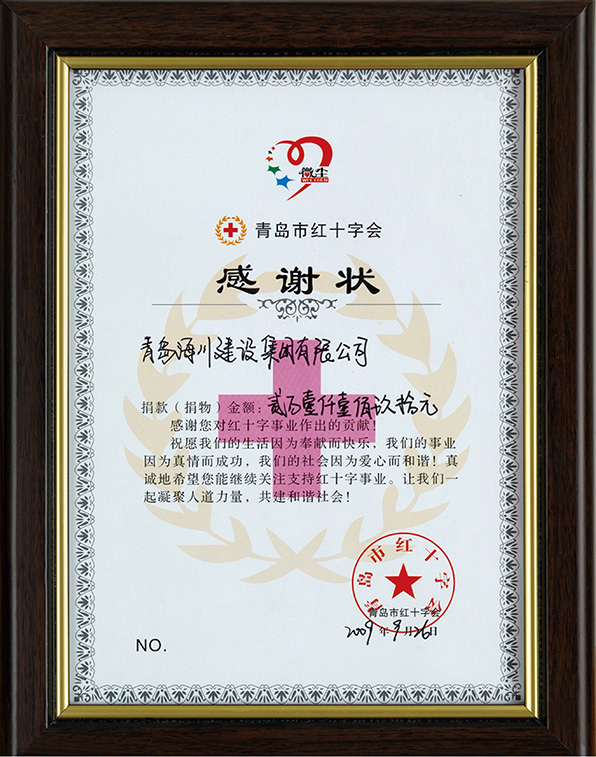 微尘
青岛市红十字会
感谢状
青岛海川建设集团有限公司
捐款（捐物）金额：贰万壹仟壹佰玖拾元
感谢您对红十字事业作出的贡献！
祝愿我们的生活因为奉献而快乐，我们的事业
因为真情而成功，我们的社会因为爱心而和谐！真
诚地希望您能继续关注支持红十字事业。让我们一
起凝聚人道力量，共建和谐社会！
青岛市红十字会
青岛市红十字会
2009年9月26日
NO.